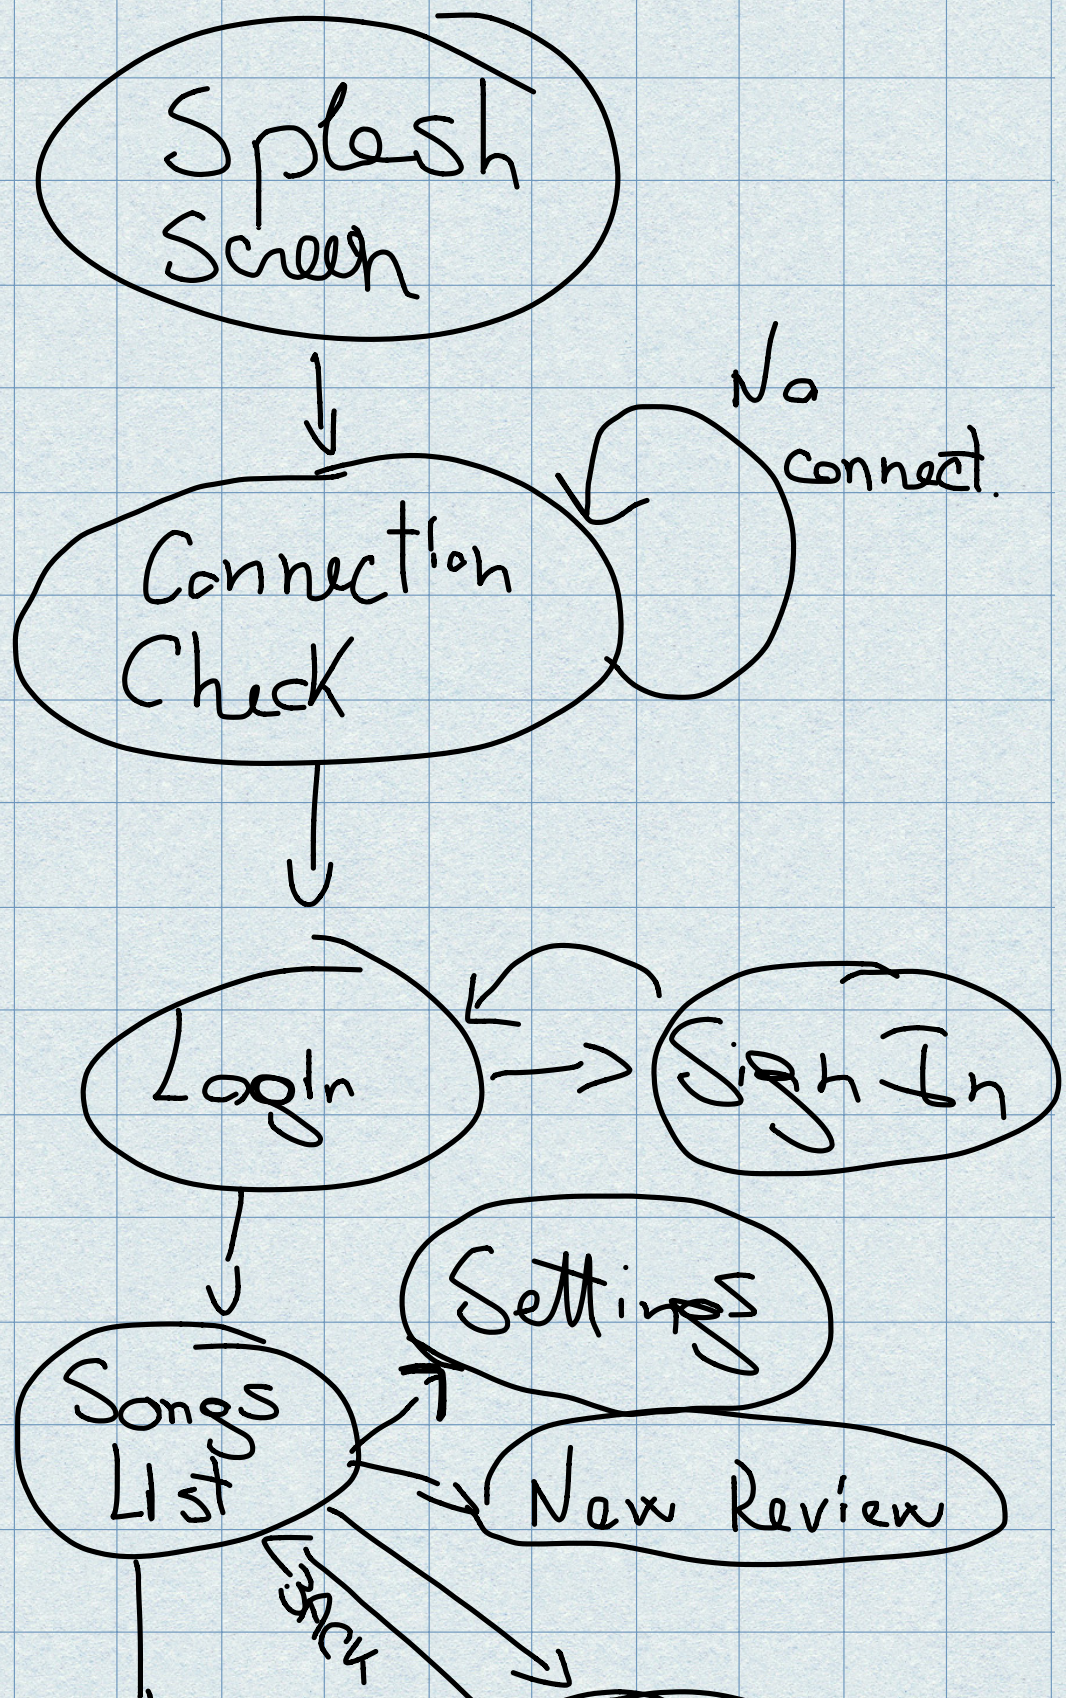 Splash
Screen
No
connect.
Connection
Check
LogIn
Sign In
Settings
Songs
List
New Review
BACK